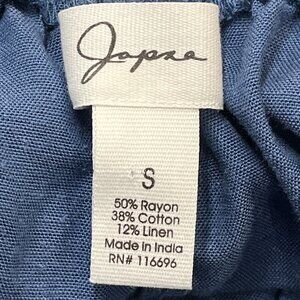 Japna
S
50% Rayon
38% Cotton
12% Linen
Made in India
RN# 116696